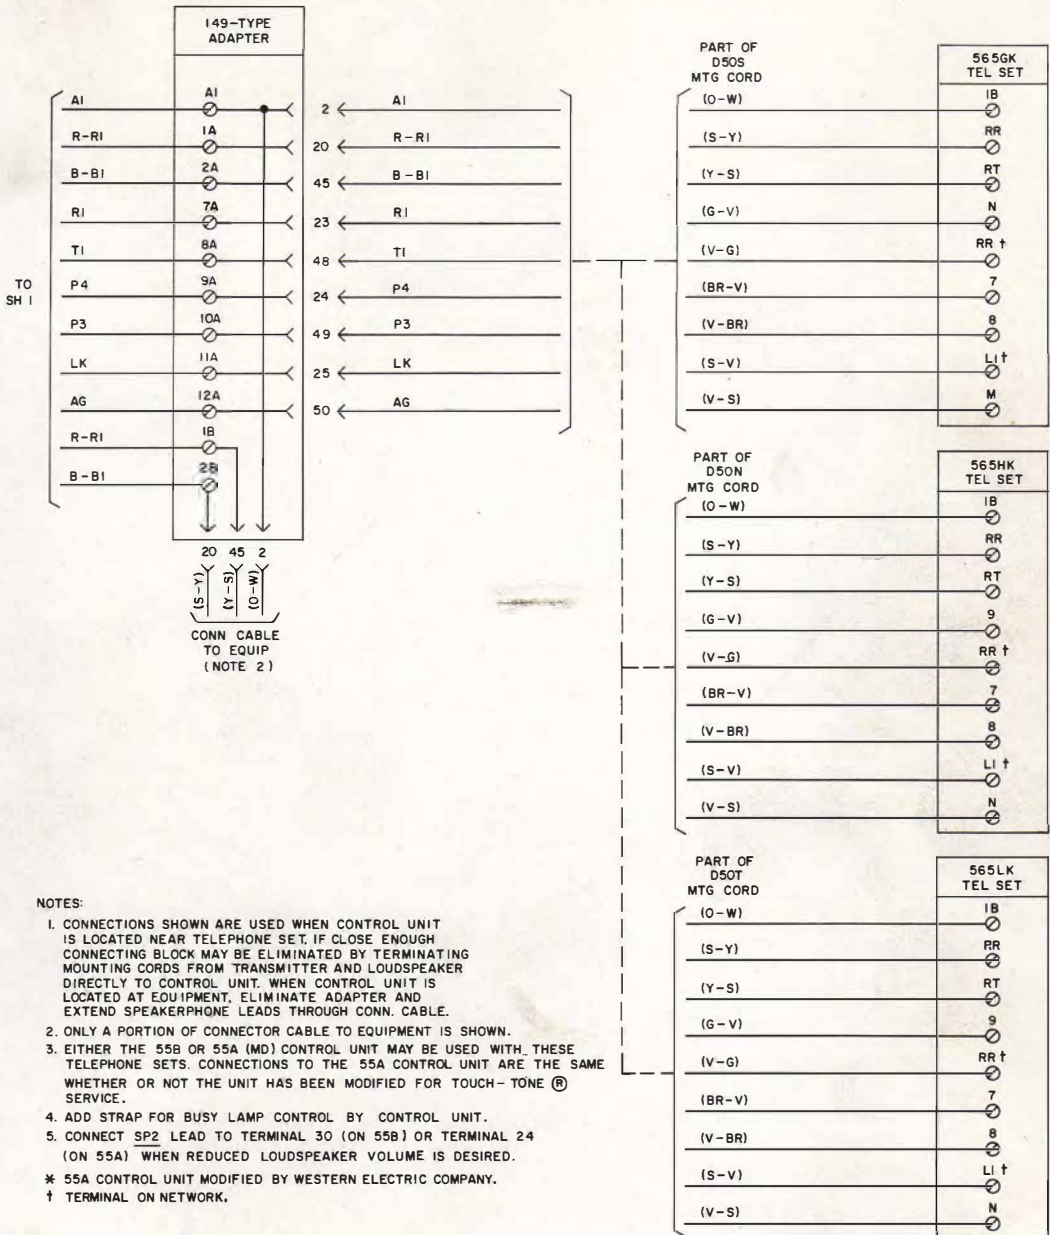 149-TYPE
ADAPTER
TO
SH 1
A1 A1 2 A1
R-R1 1A 20 R-R1
B-B1 2A 45 B-B1
R1 7A 23 R1
T1 8A 48 T1
P4 9A 24 P4
P3 10A 49 P3
LK 11A 25 LK
AG 12A 50 AG
R-R1 1B
B-B1 2B
20 45 2
(S-Y) (Y-S) (O-W)
CONN CABLE
TO EQUIP
(NOTE 2)
PART OF
D50S
MTG CORD
565GK
TEL SET
(O-W) 1B
(S-Y) RR
(Y-S) RT
(G-V) N
(V-G) RR †
(BR-V) 7
(V-BR) 8
(S-V) L1†
(V-S) M
PART OF
D50N
MTG CORD
565HK
TEL SET
(O-W) 1B
(S-Y) RR
(Y-S) RT
(G-V) 9
(V-G) RR †
(BR-V) 7
(V-BR) 8
(S-V) L1 †
(V-S) N
PART OF
D50T
MTG CORD
565LK
TEL SET
(O-W) 1B
(S-Y) RR
(Y-S) RT
(G-V) 9
(V-G) RR †
(BR-V) 7
(V-BR) 8
(S-V) L1 †
(V-S) N
NOTES:
1. CONNECTIONS SHOWN ARE USED WHEN CONTROL UNIT
IS LOCATED NEAR TELEPHONE SET. IF CLOSE ENOUGH
CONNECTING BLOCK MAY BE ELIMINATED BY TERMINATING
MOUNTING CORDS FROM TRANSMITTER AND LOUDSPEAKER
DIRECTLY TO CONTROL UNIT. WHEN CONTROL UNIT IS
LOCATED AT EQUIPMENT, ELIMINATE ADAPTER AND
EXTEND SPEAKERPHONE LEADS THROUGH CONN. CABLE.
2. ONLY A PORTION OF CONNECTOR CABLE TO EQUIPMENT IS SHOWN.
3. EITHER THE 55B OR 55A (MD) CONTROL UNIT MAY BE USED WITH THESE
TELEPHONE SETS. CONNECTIONS TO THE 55A CONTROL UNIT ARE THE SAME
WHETHER OR NOT THE UNIT HAS BEEN MODIFIED FOR TOUCH-TONE ®
SERVICE.
4. ADD STRAP FOR BUSY LAMP CONTROL BY CONTROL UNIT.
5. CONNECT SP2 LEAD TO TERMINAL 30 (ON 55B) OR TERMINAL 24
(ON 55A) WHEN REDUCED LOUDSPEAKER VOLUME IS DESIRED.
* 55A CONTROL UNIT MODIFIED BY WESTERN ELECTRIC COMPANY.
† TERMINAL ON NETWORK.